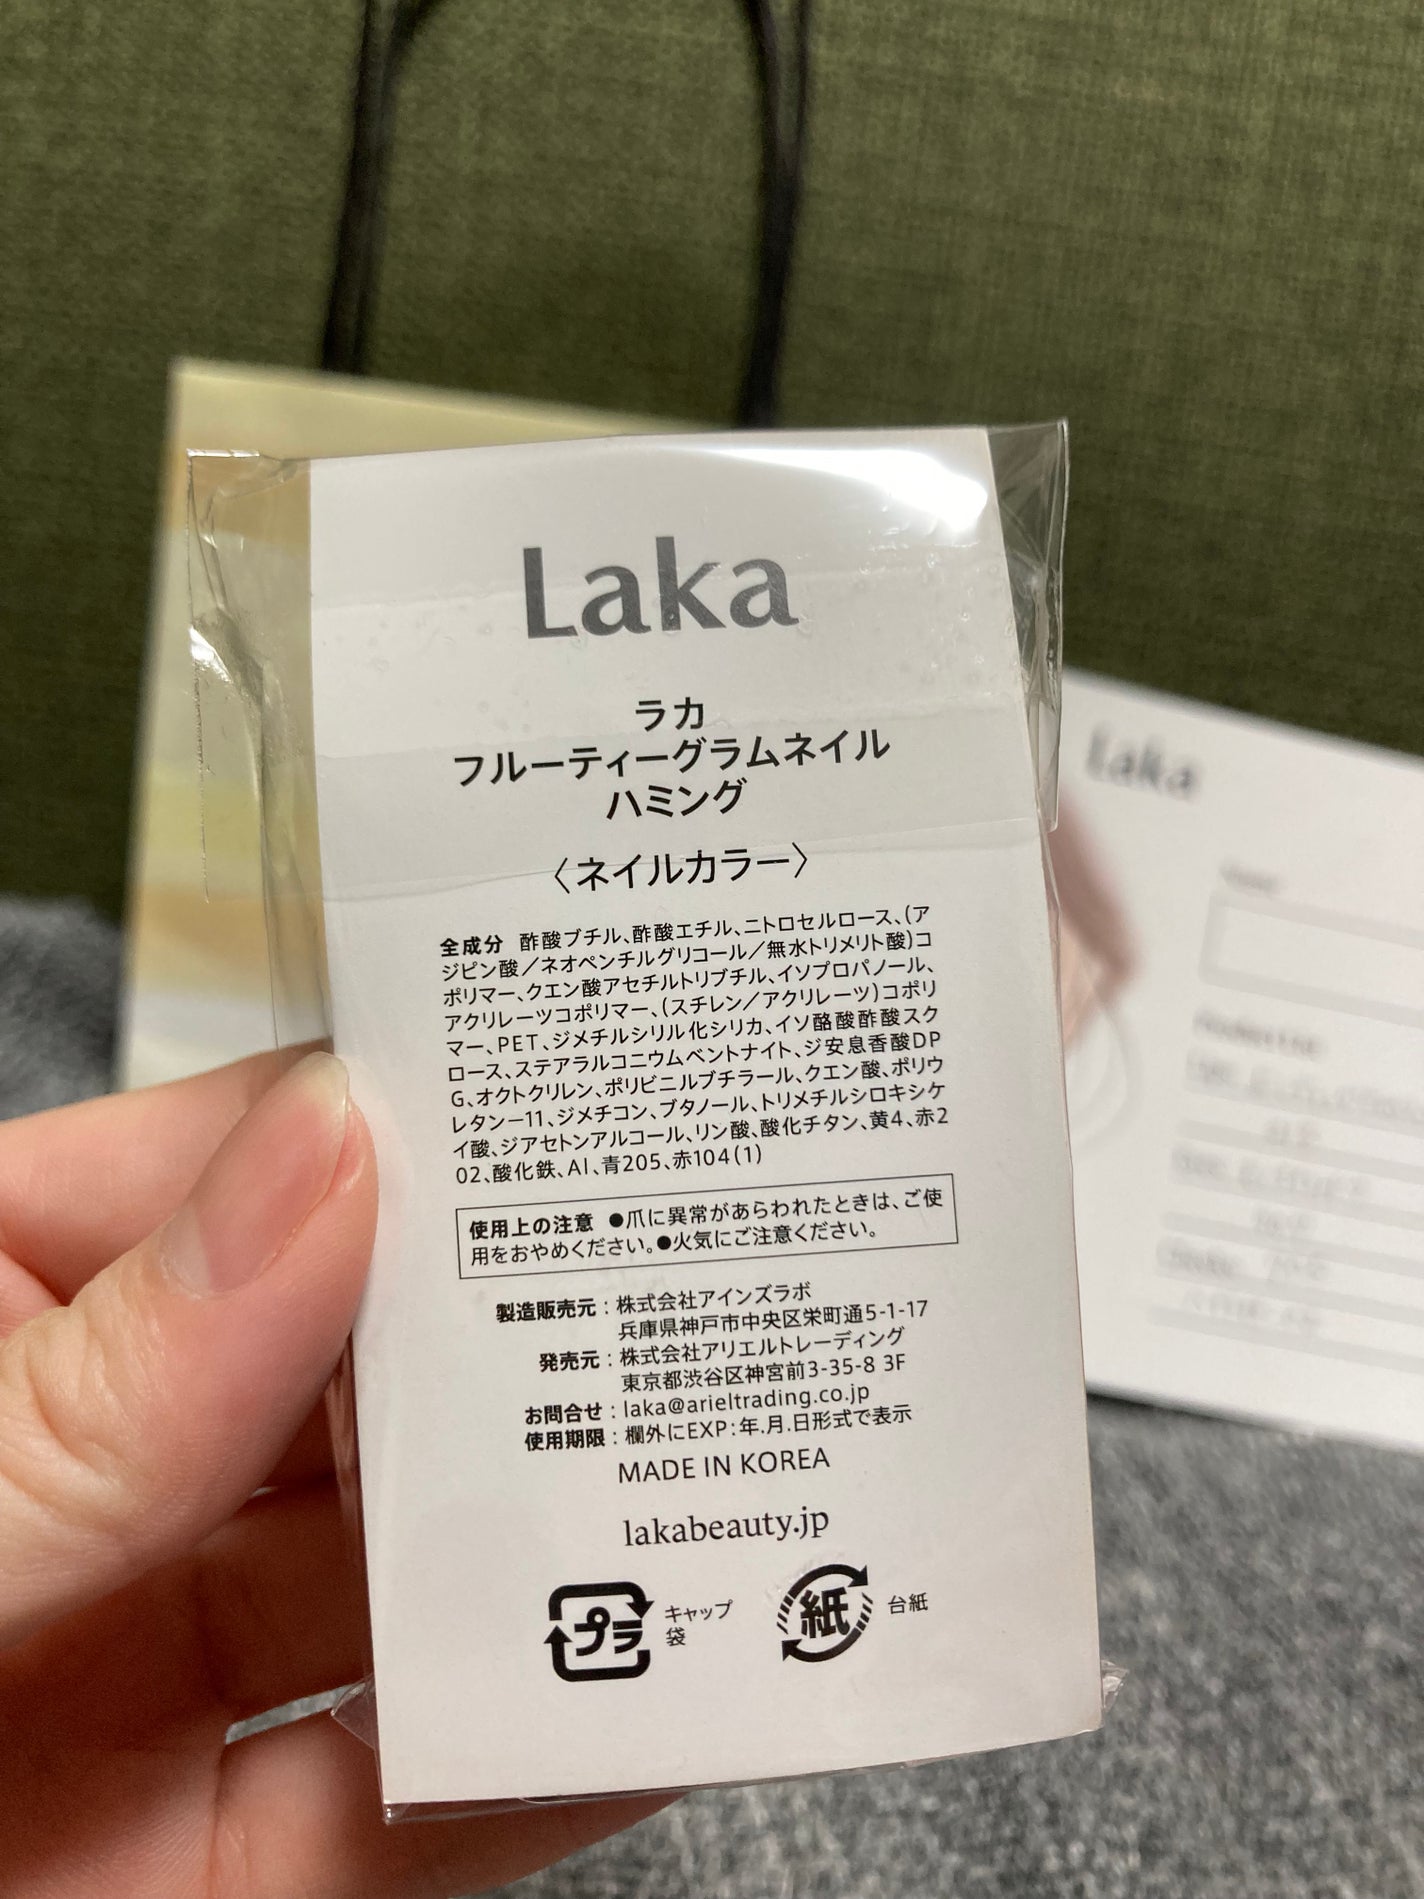 Laka
ラカ
フルーティーグラムネイル
ハミング
〈ネイルカラー〉
全成分 酢酸ブチル、酢酸エチル、ニトロセルロース、(ア
ジピン酸／ネオペンチルグリコール／無水トリメリト酸)コ
ポリマー、クエン酸アセチルトリブチル、イソプロパノール、
アクリレーツコポリマー、(スチレン／アクリレーツ)コポリ
マー、PET、ジメチルシリル化シリカ、イソ酪酸酢酸スク
ロース、ステアラルコニウムベントナイト、ジ安息香酸DP
G、オクトクリレン、ポリビニルブチラール、クエン酸、ポリウ
レタン－11、ジメチコン、ブタノール、トリメチルシロキシケ
イ酸、ジアセトンアルコール、リン酸、酸化チタン、黄4、赤2
02、酸化鉄、Al、青205、赤104(1)
使用上の注意 ●爪に異常があらわれたときは、ご使
用をおやめください。●火気にご注意ください。
製造販売元：株式会社アインズラボ
兵庫県神戸市中央区栄町通5-1-17
発売元：株式会社アリエルトレーディング
東京都渋谷区神宮前3-35-8 3F
お問合せ：laka@arieltrading.co.jp
使用期限：欄外にEXP：年.月.日形式で表示
MADE IN KOREA
lakabeauty.jp
プラ キャップ
袋
紙 台紙
Laka